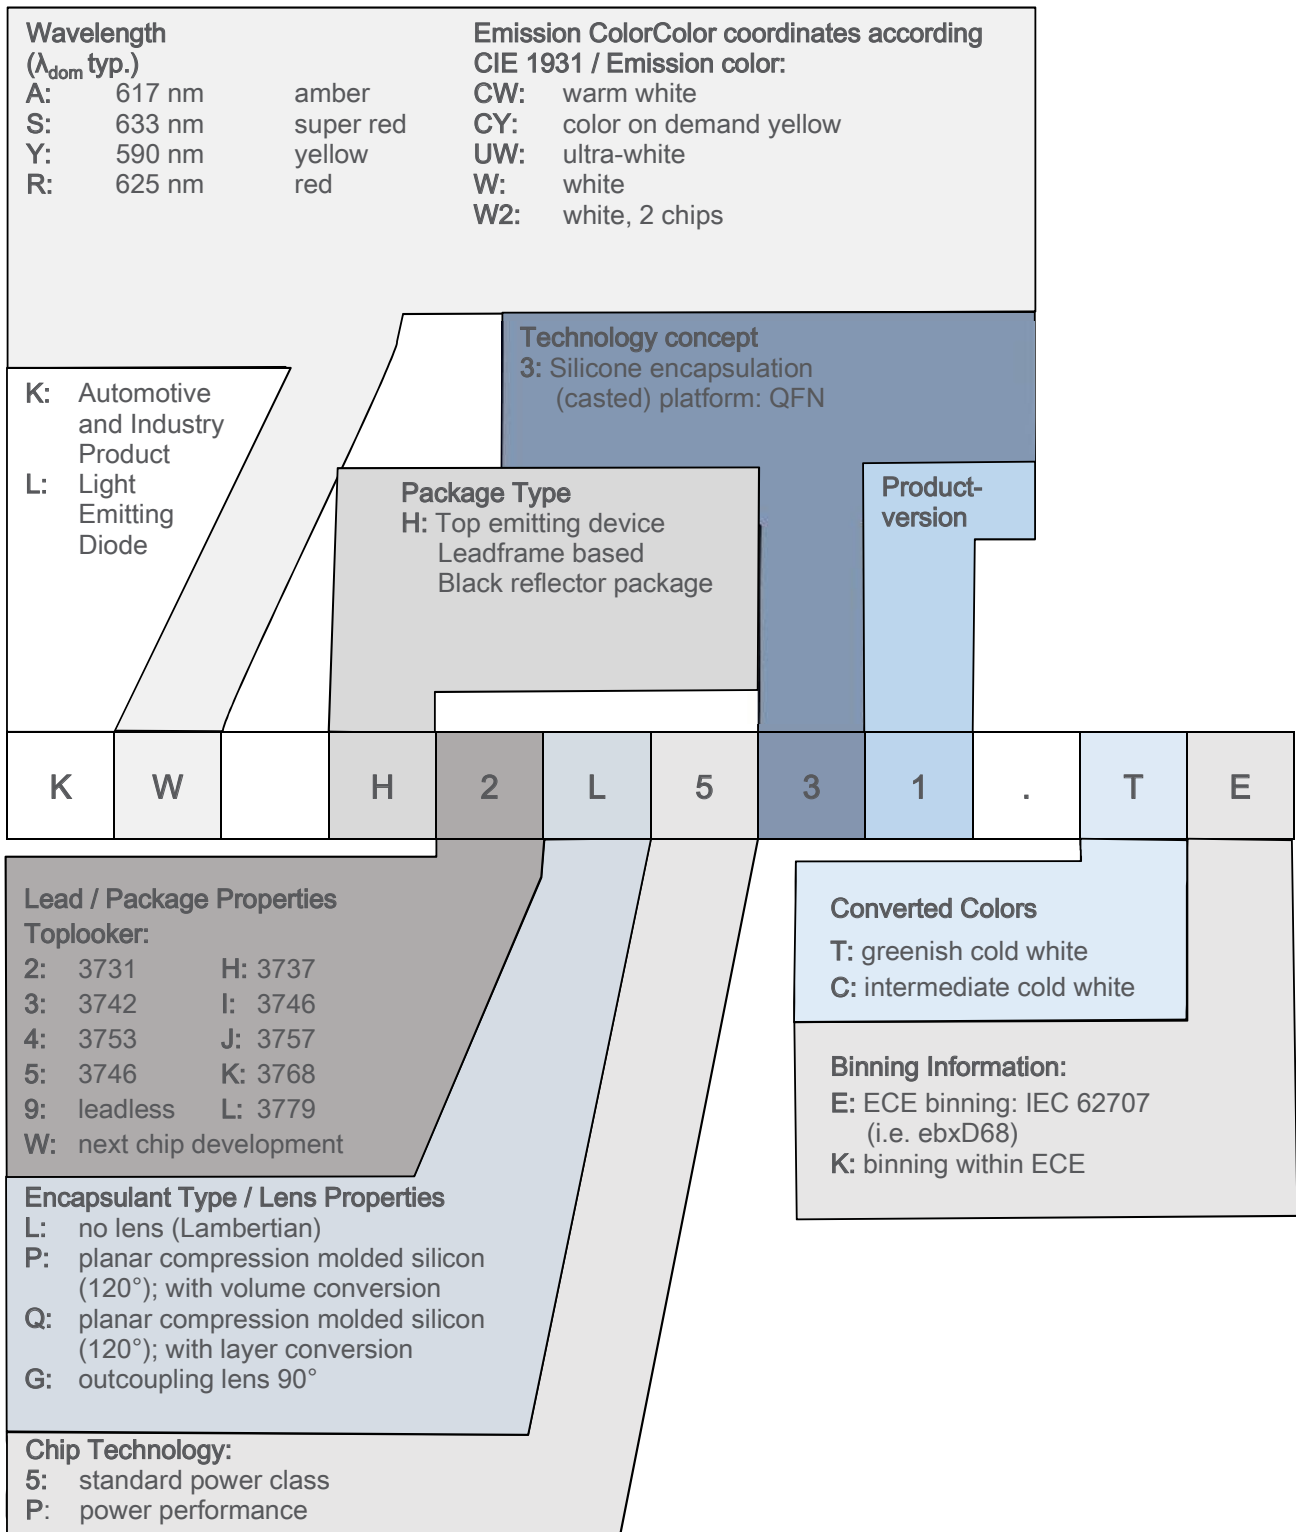 Wavelength
(λdom typ.)
A: 617 nm amber
S: 633 nm super red
Y: 590 nm yellow
R: 625 nm red
Emission ColorColor coordinates according
CIE 1931 / Emission color:
CW: warm white
CY: color on demand yellow
UW: ultra-white
W: white
W2: white, 2 chips
Technology concept
3: Silicone encapsulation
(casted) platform: QFN
K: Automotive
and Industry
Product
L: Light
Emitting
Diode
Package Type
H: Top emitting device
Leadframe based
Black reflector package
Product-
version
K W H 2 L 5 3 1 . T E
Lead / Package Properties
Toplooker:
2: 3731 H: 3737
3: 3742 I: 3746
4: 3753 J: 3757
5: 3746 K: 3768
9: leadless L: 3779
W: next chip development
Encapsulant Type / Lens Properties
L: no lens (Lambertian)
P: planar compression molded silicon
(120°); with volume conversion
Q: planar compression molded silicon
(120°); with layer conversion
G: outcoupling lens 90°
Chip Technology:
5: standard power class
P: power performance
Converted Colors
T: greenish cold white
C: intermediate cold white
Binning Information:
E: ECE binning: IEC 62707
(i.e. ebxD68)
K: binning within ECE